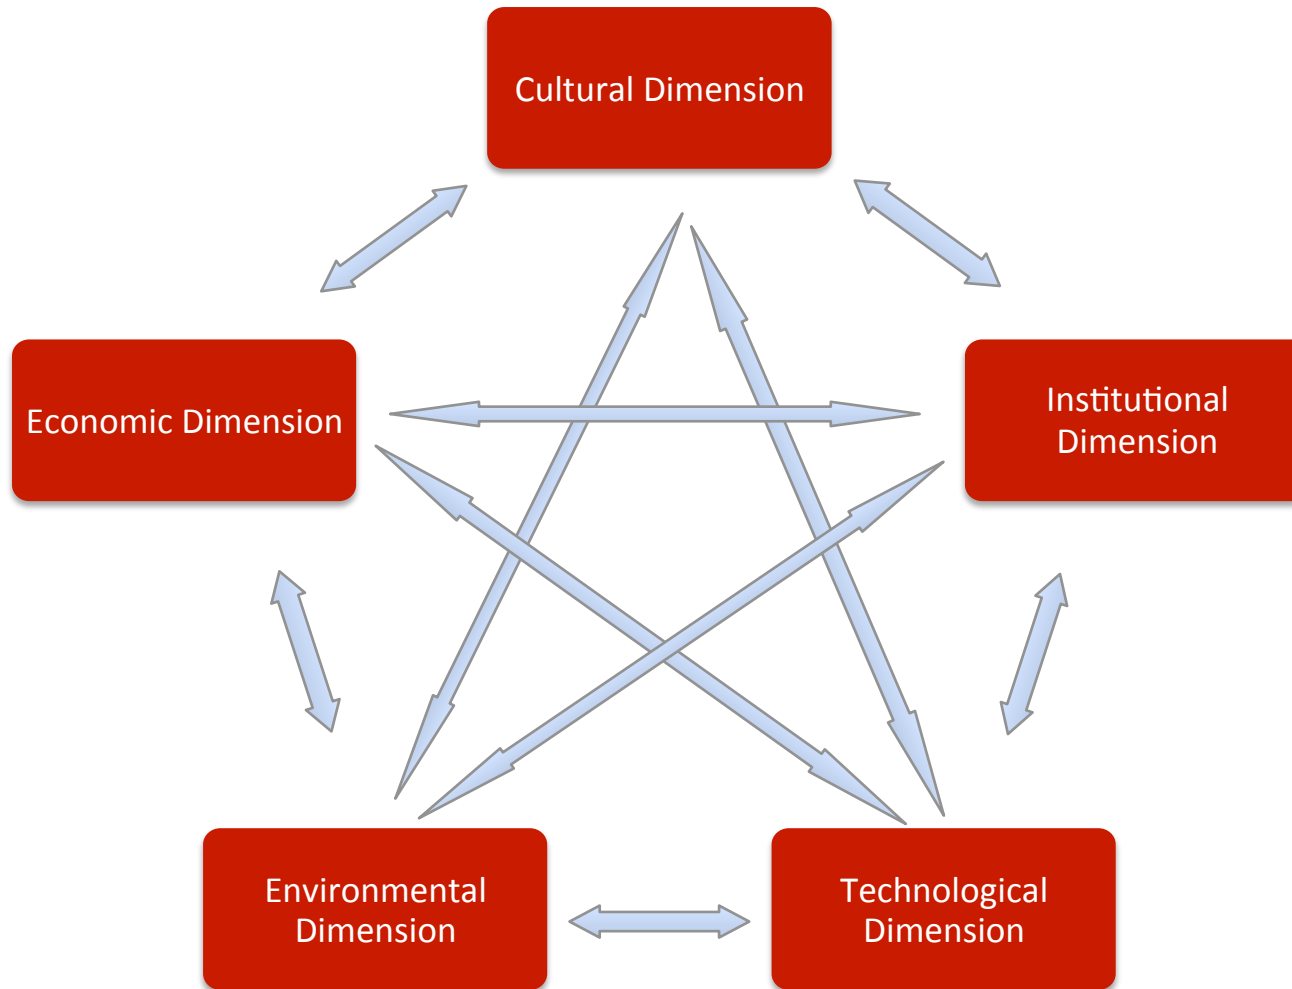 Cultural Dimension
Economic Dimension
Institutional
Dimension
Environmental
Dimension
Technological
Dimension